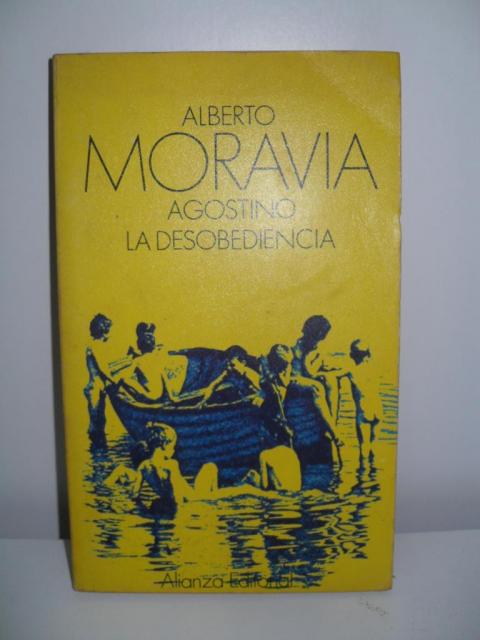 ALBERTO
MORAVIA
AGOSTINO
LA DESOBEDIENCIA
Alianza Editorial